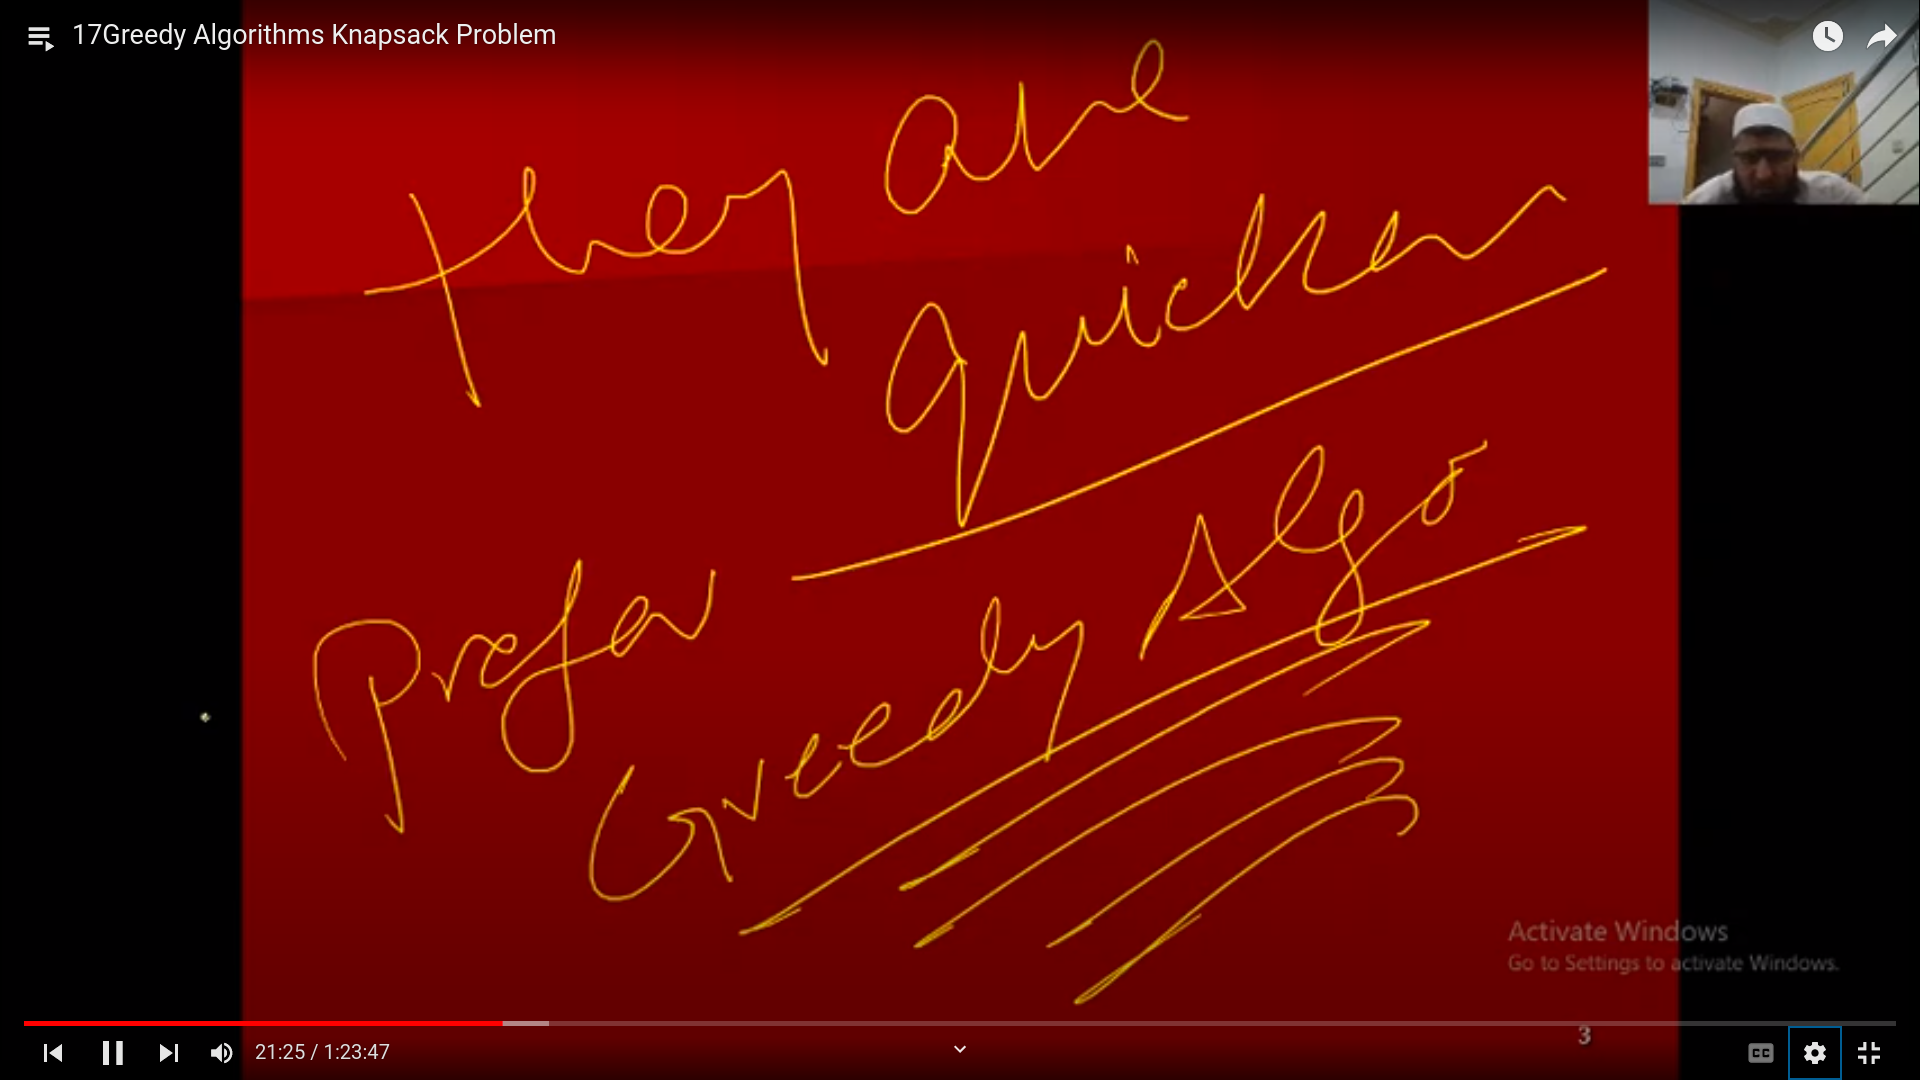 17Greedy Algorithms Knapsack Problem
they are
quicker
Prefer
Greedy Algo
Activate Windows
Go to Settings to activate Windows.
3
21:25 / 1:23:47
CC